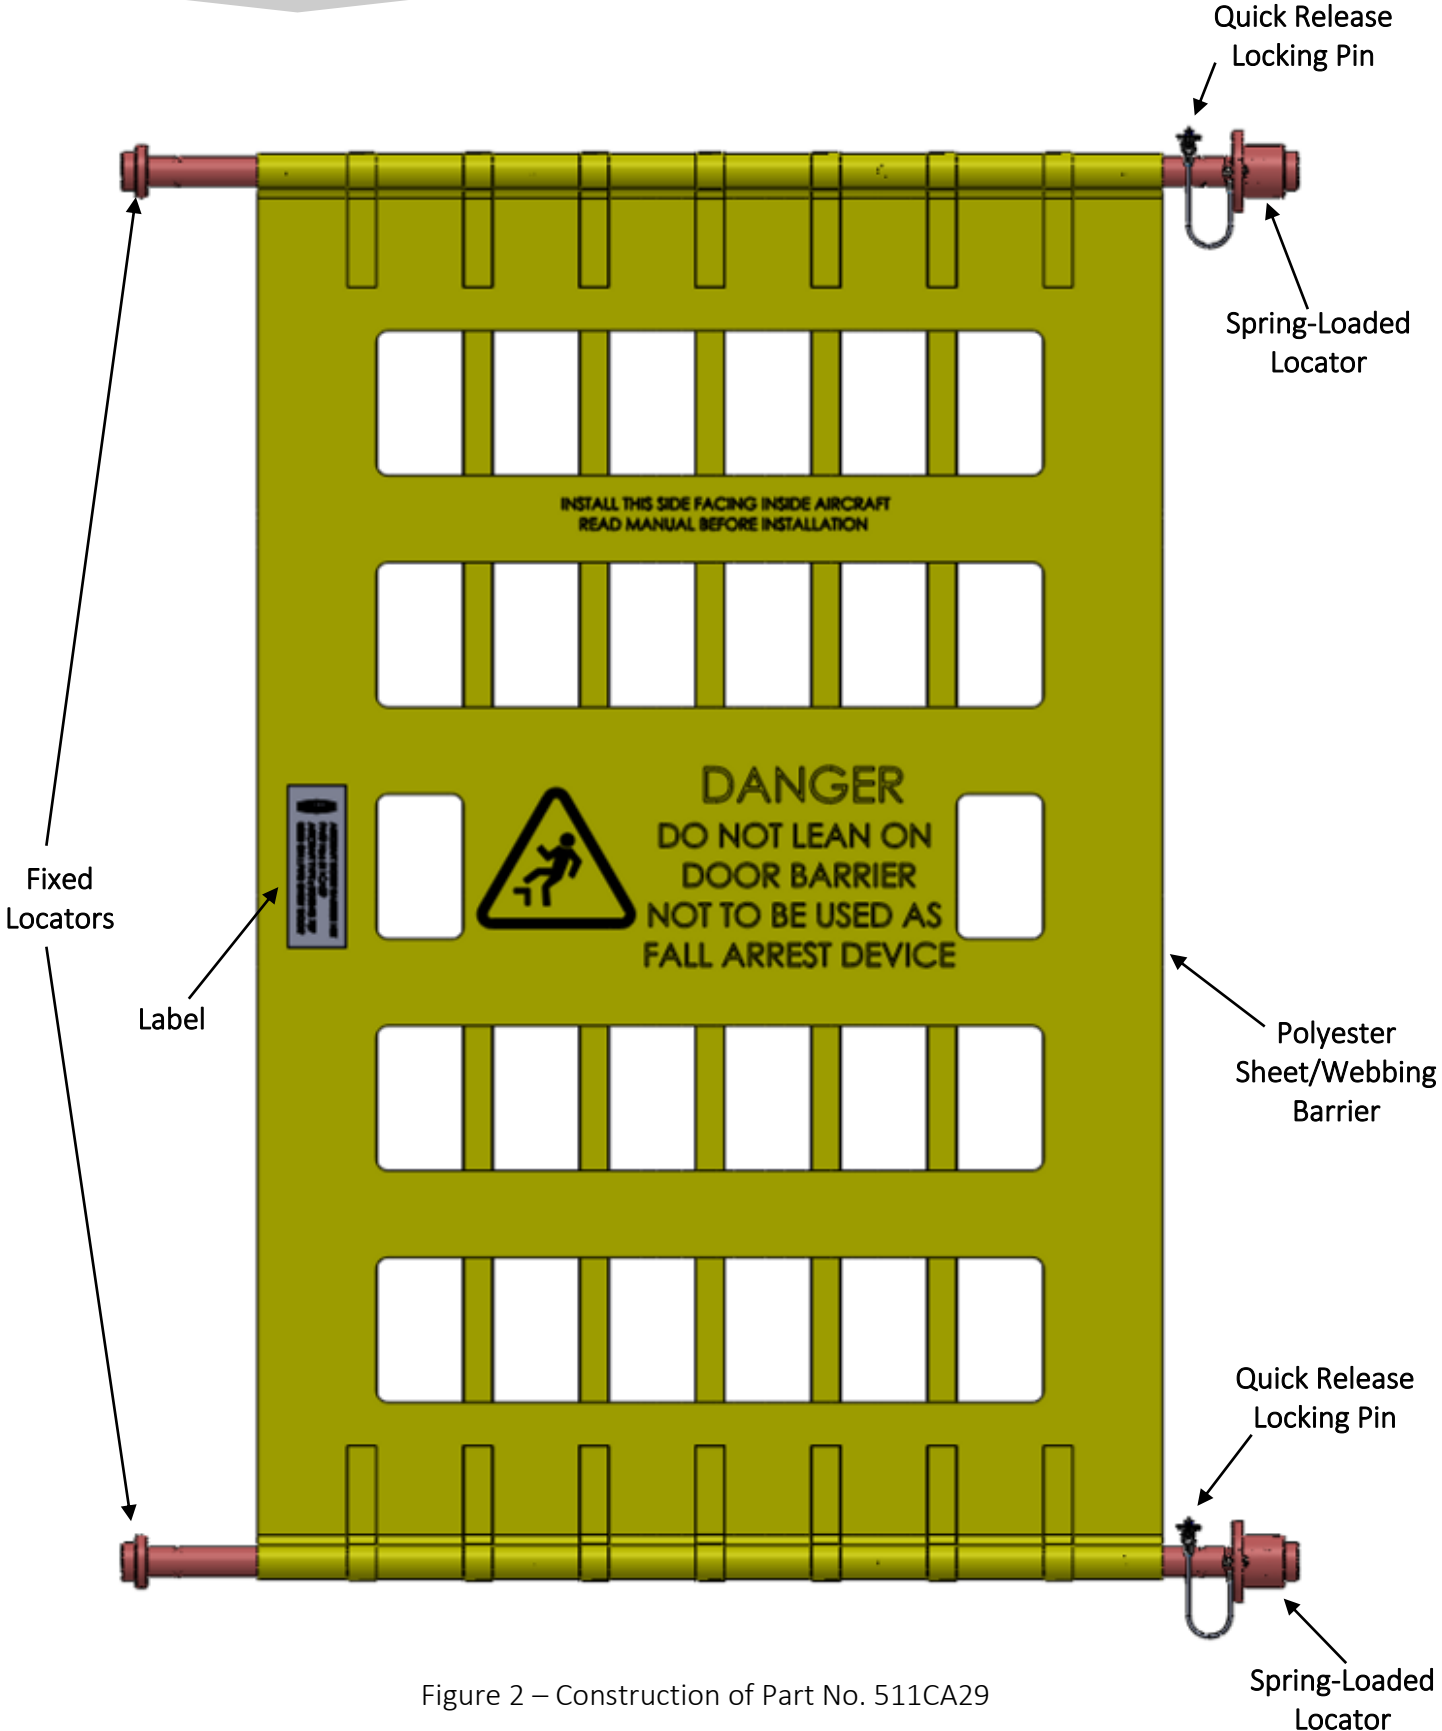 Quick Release
Locking Pin
Spring-Loaded
Locator
INSTALL THIS SIDE FACING INSIDE AIRCRAFT
READ MANUAL BEFORE INSTALLATION
DANGER
DO NOT LEAN ON
DOOR BARRIER
NOT TO BE USED AS
FALL ARREST DEVICE
Fixed
Locators
Label
Polyester
Sheet/Webbing
Barrier
Quick Release
Locking Pin
Spring-Loaded
Locator
Figure 2 – Construction of Part No. 511CA29